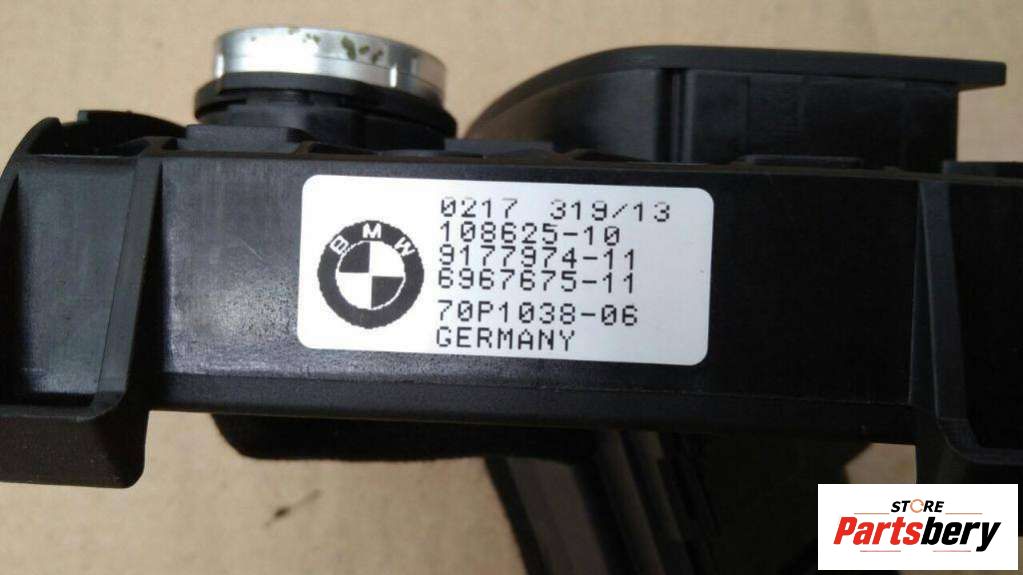 BMW
0217 319/13
108625-10
9177974-11
6967675-11
70P1038-06
GERMANY
STORE
Partsbery